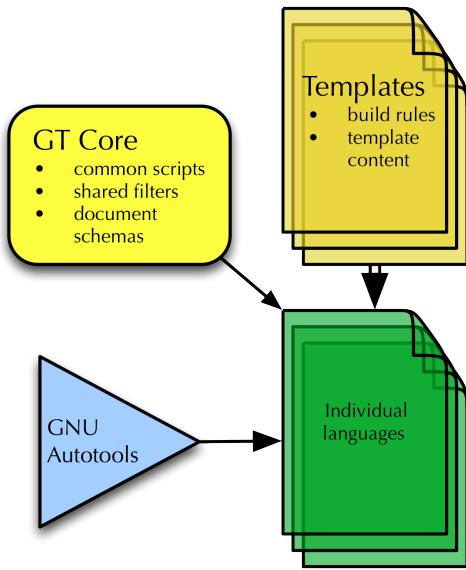 Templates
• build rules
• template
content
GT Core
• common scripts
• shared filters
• document
schemas
Individual
languages
GNU
Autotools